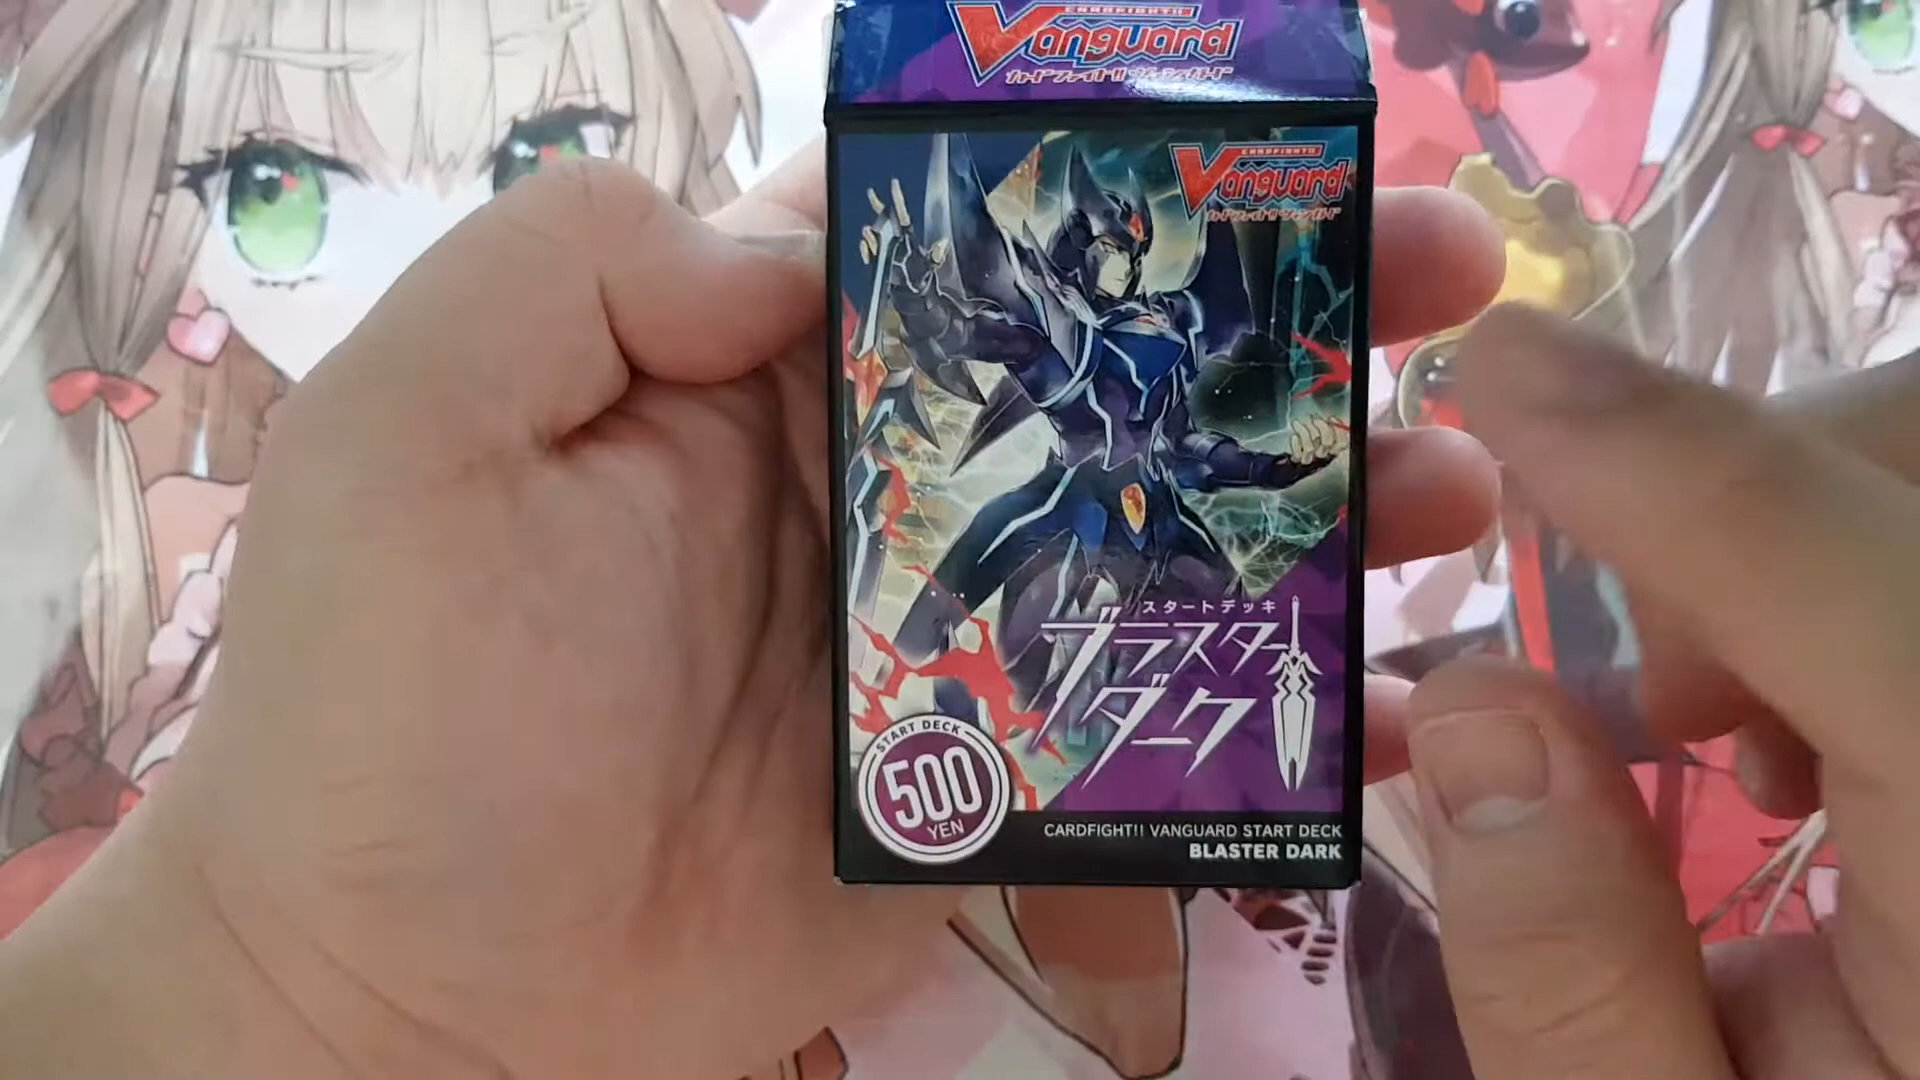 CARDFIGHT!!
Vanguard
カードファイト!! ヴァンガード
CARDFIGHT!!
Vanguard
カードファイト!! ヴァンガード
スタートデッキ
ブラスター
ダーク
START DECK
500
YEN
CARDFIGHT!! VANGUARD START DECK
BLASTER DARK